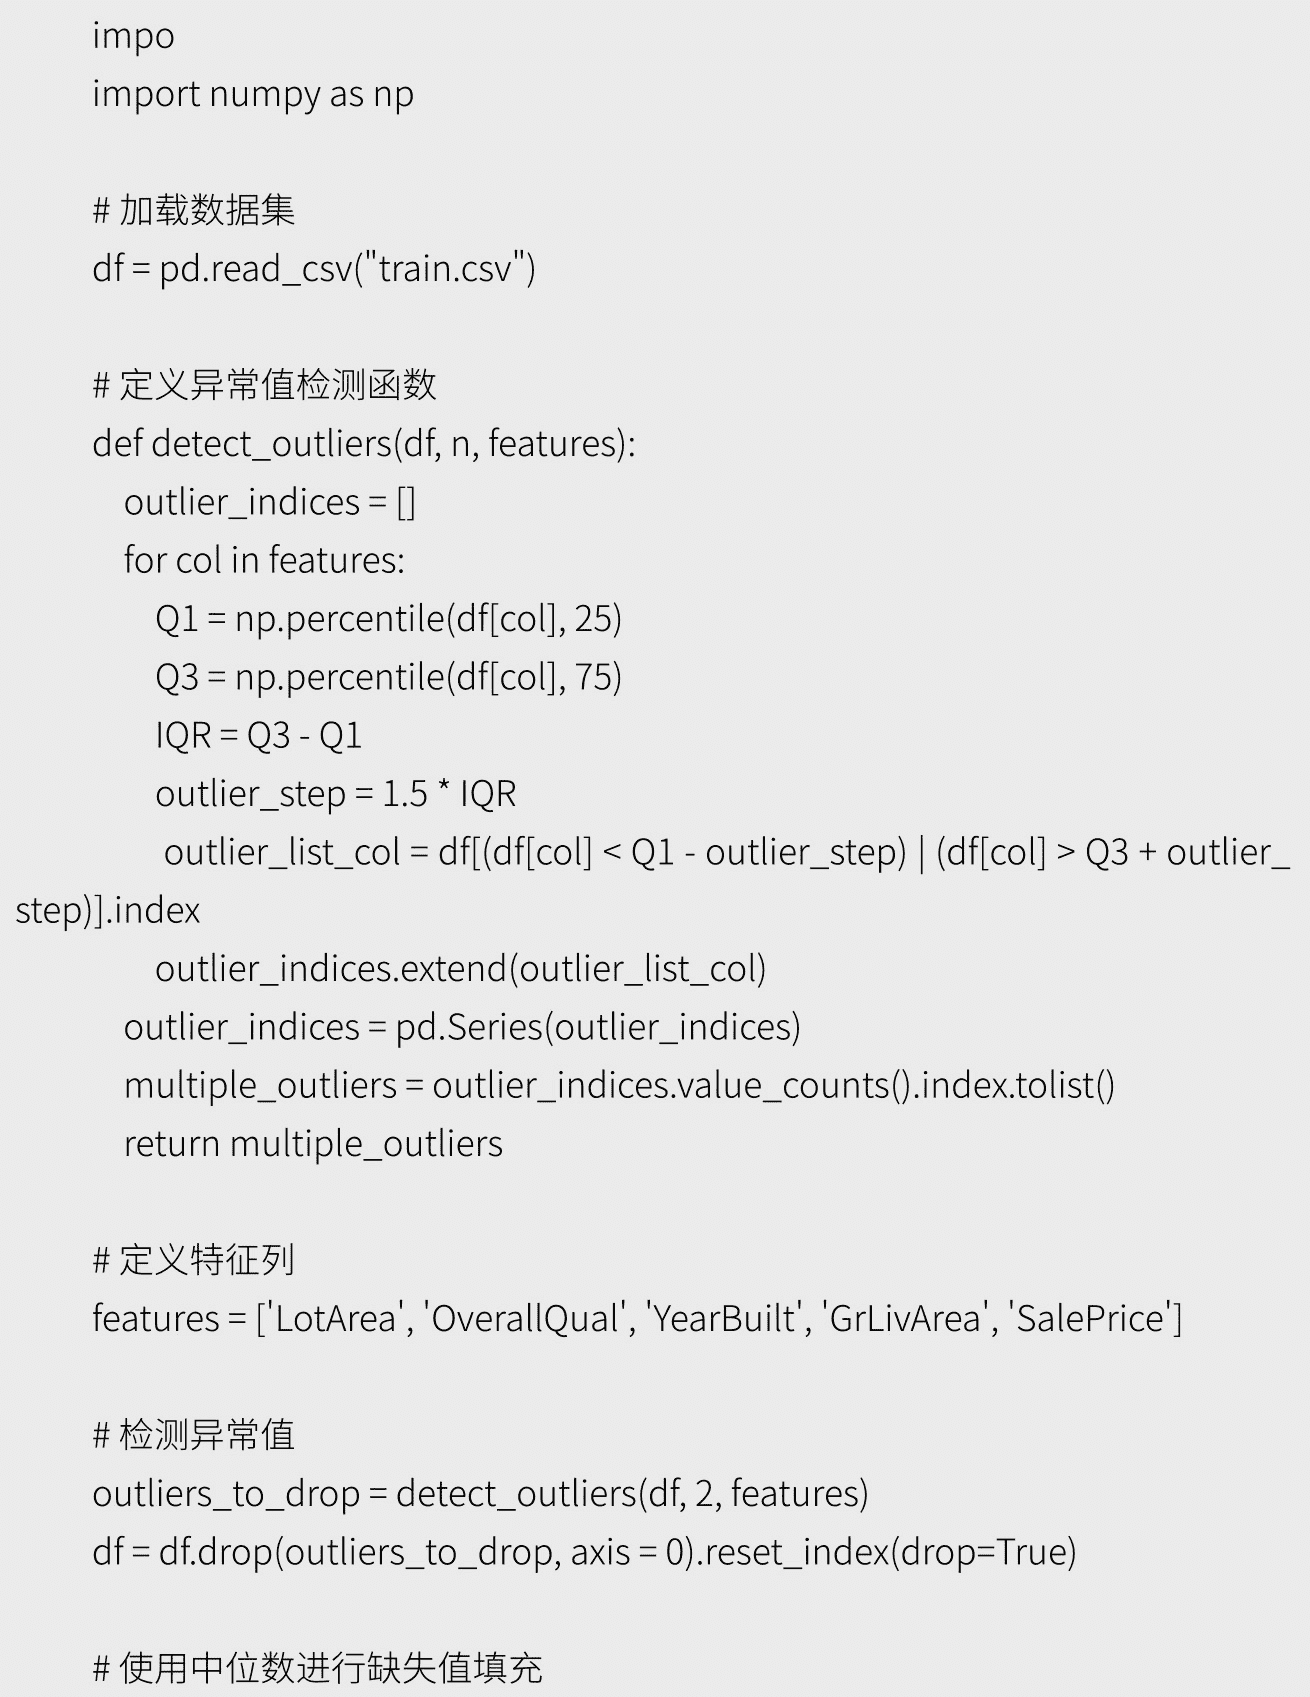 impo
import numpy as np
# 加载数据集
df = pd.read_csv("train.csv")
# 定义异常值检测函数
def detect_outliers(df, n, features):
outlier_indices = []
for col in features:
Q1 = np.percentile(df[col], 25)
Q3 = np.percentile(df[col], 75)
IQR = Q3 - Q1
outlier_step = 1.5 * IQR
outlier_list_col = df[(df[col] < Q1 - outlier_step) | (df[col] > Q3 + outlier_
step)].index
outlier_indices.extend(outlier_list_col)
outlier_indices = pd.Series(outlier_indices)
multiple_outliers = outlier_indices.value_counts().index.tolist()
return multiple_outliers
# 定义特征列
features = ['LotArea', 'OverallQual', 'YearBuilt', 'GrLivArea', 'SalePrice']
# 检测异常值
outliers_to_drop = detect_outliers(df, 2, features)
df = df.drop(outliers_to_drop, axis = 0).reset_index(drop=True)
# 使用中位数进行缺失值填充